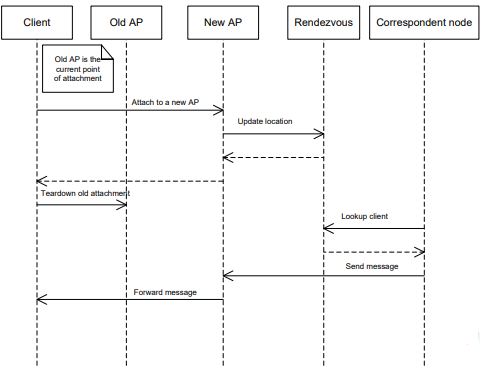 Client
Old AP
New AP
Rendezvous
Correspondent node
Old AP is the
current point
of attachment
Attach to a new AP
Update location
Teardown old attachment
Lookup client
Send message
Forward message